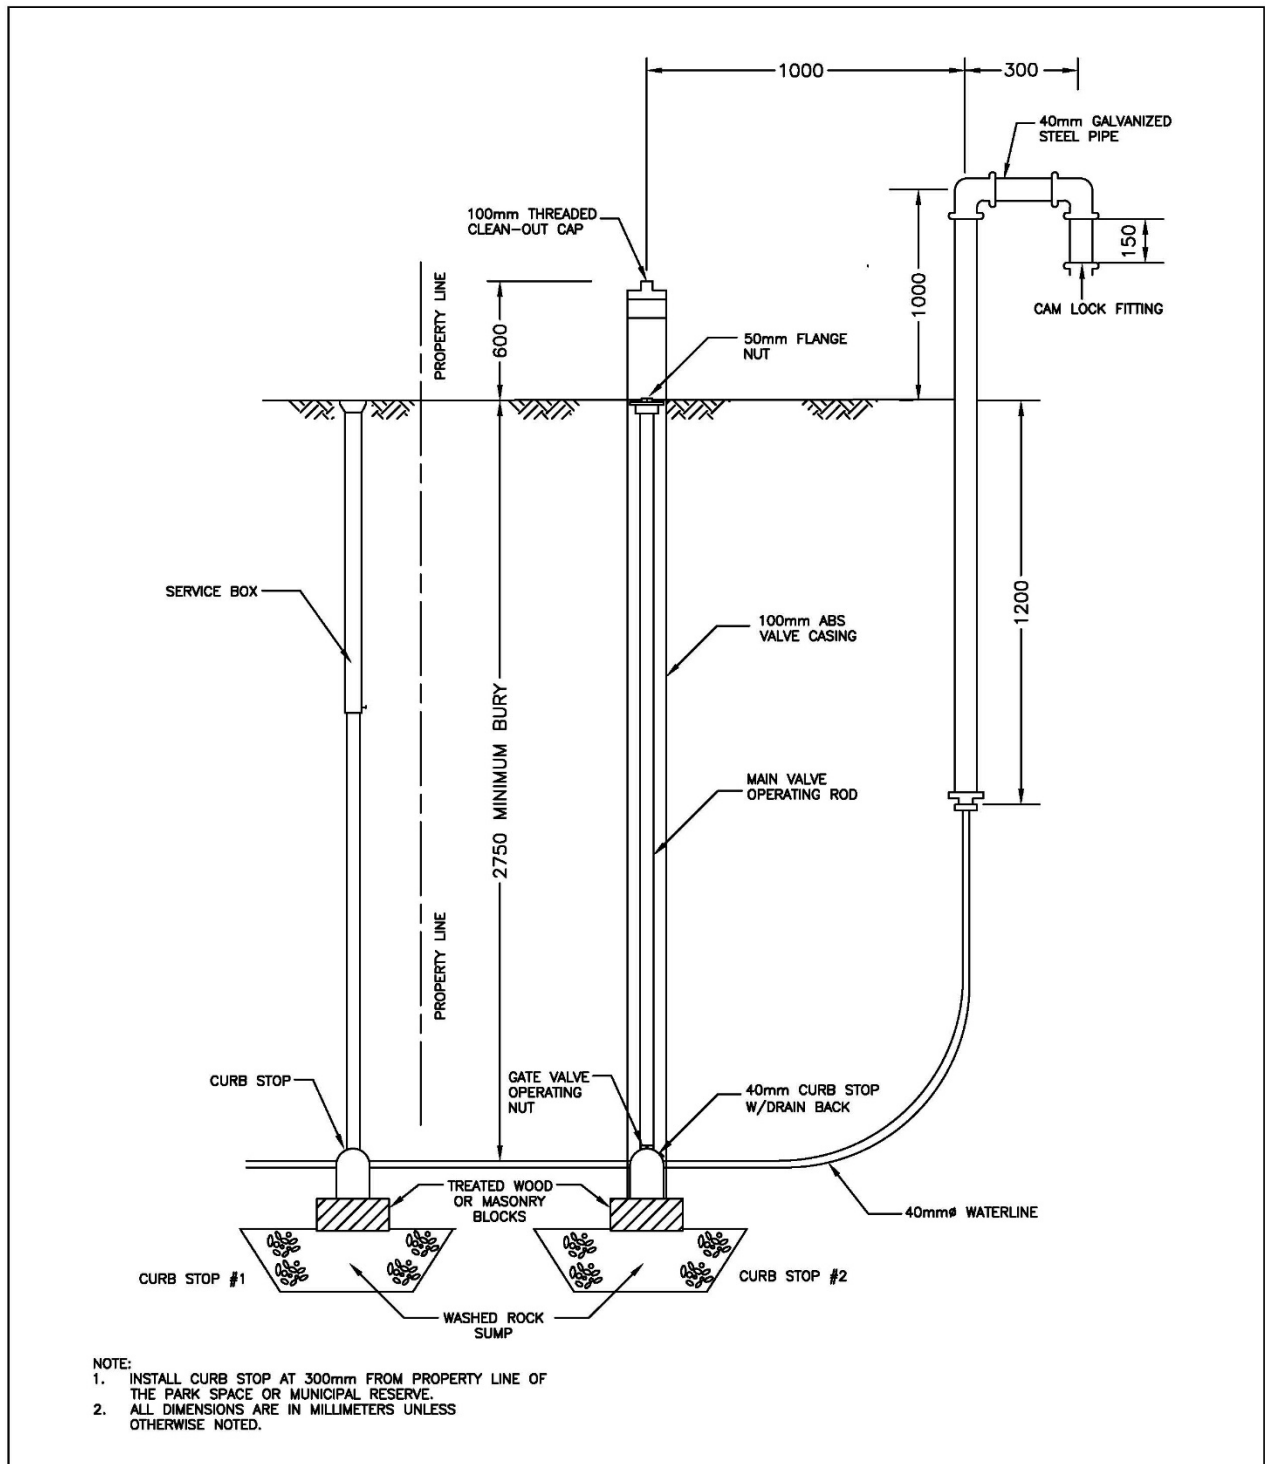 1000
300
40mm GALVANIZED
STEEL PIPE
100mm THREADED
CLEAN-OUT CAP
150
PROPERTY LINE
1000
CAM LOCK FITTING
600
50mm FLANGE
NUT
SERVICE BOX
1200
100mm ABS
VALVE CASING
2750 MINIMUM BURY
MAIN VALVE
OPERATING ROD
PROPERTY LINE
CURB STOP
GATE VALVE
OPERATING
NUT
40mm CURB STOP
W/DRAIN BACK
TREATED WOOD
OR MASONRY
BLOCKS
40mmø WATERLINE
CURB STOP #1
CURB STOP #2
WASHED ROCK
SUMP
NOTE:
1. INSTALL CURB STOP AT 300mm FROM PROPERTY LINE OF
THE PARK SPACE OR MUNICIPAL RESERVE.
2. ALL DIMENSIONS ARE IN MILLIMETERS UNLESS
OTHERWISE NOTED.